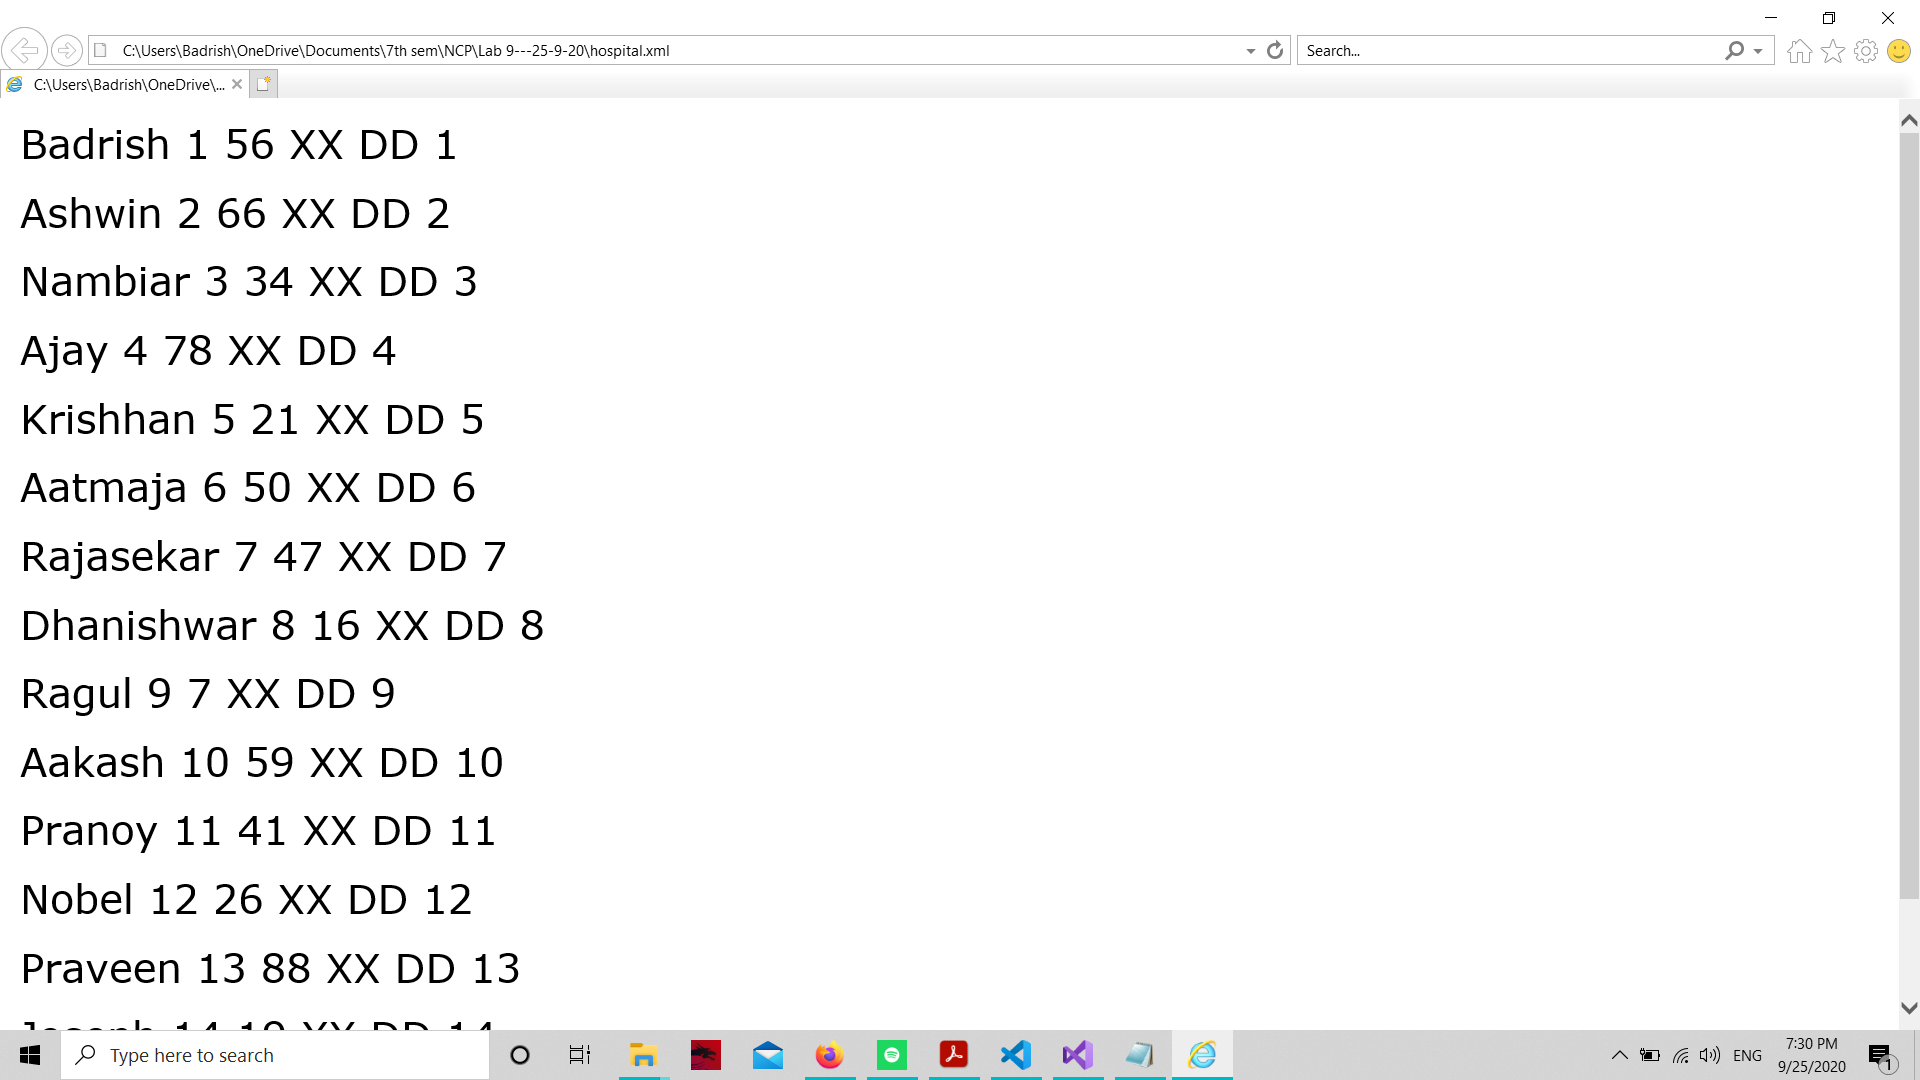 C:\Users\Badrish\OneDrive\Documents\7th sem\NCP\Lab 9---25-9-20\hospital.xml
Search...
C:\Users\Badrish\OneDrive\...
Badrish 1 56 XX DD 1
Ashwin 2 66 XX DD 2
Nambiar 3 34 XX DD 3
Ajay 4 78 XX DD 4
Krishhan 5 21 XX DD 5
Aatmaja 6 50 XX DD 6
Rajasekar 7 47 XX DD 7
Dhanishwar 8 16 XX DD 8
Ragul 9 7 XX DD 9
Aakash 10 59 XX DD 10
Pranoy 11 41 XX DD 11
Nobel 12 26 XX DD 12
Praveen 13 88 XX DD 13
Joseph 14 XX DD 14
Type here to search
ENG
7:30 PM
9/25/2020
1